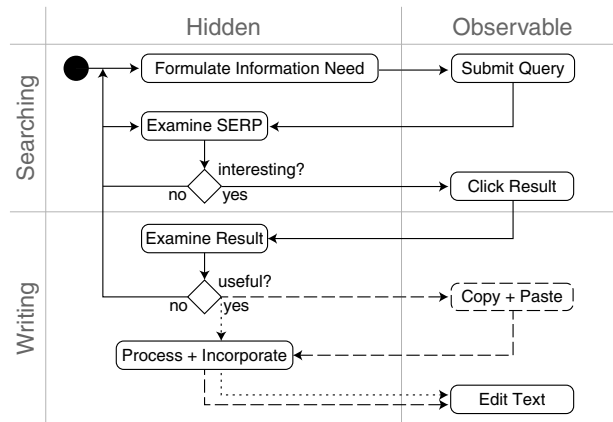 Hidden
Observable
Searching
Formulate Information Need
Submit Query
Examine SERP
interesting?
no
yes
Click Result
Writing
Examine Result
useful?
no
yes
Copy + Paste
Process + Incorporate
Edit Text